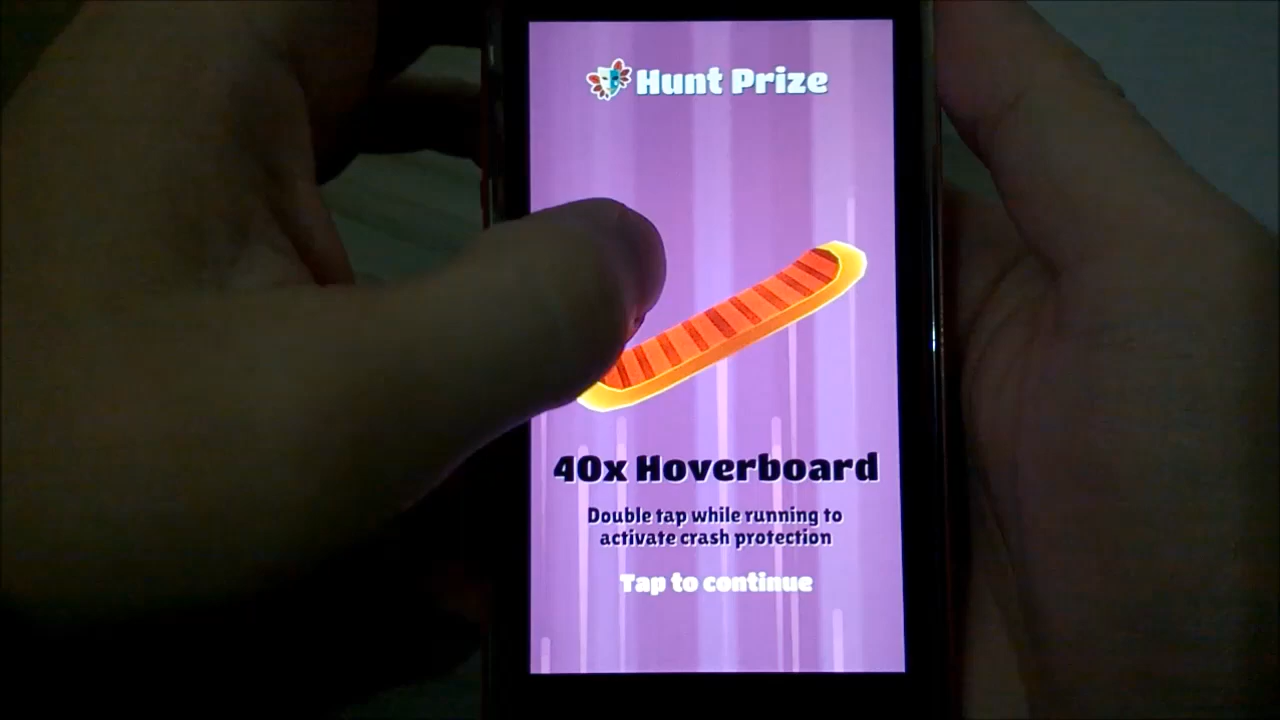 Hunt Prize
40x Hoverboard
Double tap while running to
activate crash protection
Tap to continue